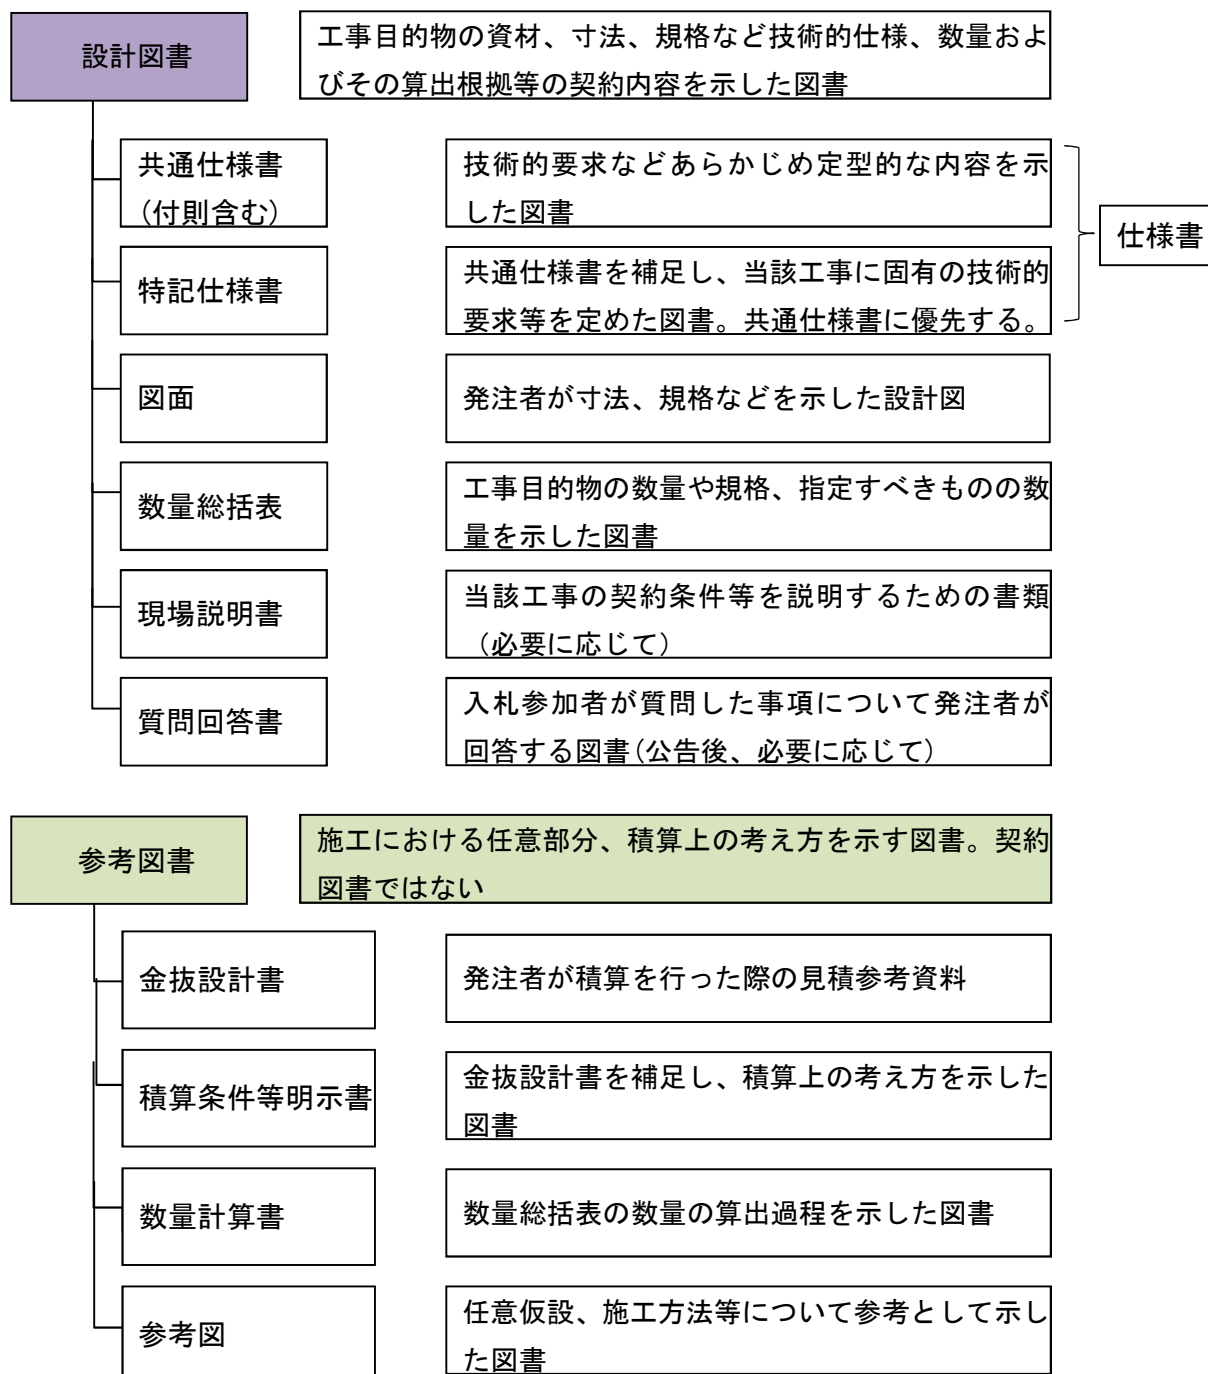 設計図書
工事目的物の資材、寸法、規格など技術的仕様、数量およ
びその算出根拠等の契約内容を示した図書
共通仕様書
（付則含む）
技術的要求などあらかじめ定型的な内容を示
した図書
仕様書
特記仕様書
共通仕様書を補足し、当該工事に固有の技術的
要求等を定めた図書。共通仕様書に優先する。
図面
発注者が寸法、規格などを示した設計図
数量総括表
工事目的物の数量や規格、指定すべきものの数
量を示した図書
現場説明書
当該工事の契約条件等を説明するための書類
（必要に応じて）
質問回答書
入札参加者が質問した事項について発注者が
回答する図書（公告後、必要に応じて）
参考図書
施工における任意部分、積算上の考え方を示す図書。契約
図書ではない
金抜設計書
発注者が積算を行った際の見積参考資料
積算条件等明示書
金抜設計書を補足し、積算上の考え方を示した
図書
数量計算書
数量総括表の数量の算出過程を示した図書
参考図
任意仮設、施工方法等について参考として示し
た図書